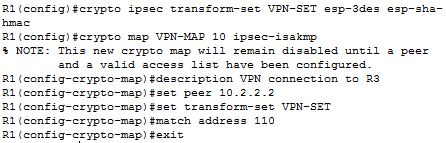 R1(config)#crypto ipsec transform-set VPN-SET esp-3des esp-sha-
hmac
R1(config)#crypto map VPN-MAP 10 ipsec-isakmp
% NOTE: This new crypto map will remain disabled until a peer
and a valid access list have been configured.
R1(config-crypto-map)#description VPN connection to R3
R1(config-crypto-map)#set peer 10.2.2.2
R1(config-crypto-map)#set transform-set VPN-SET
R1(config-crypto-map)#match address 110
R1(config-crypto-map)#exit